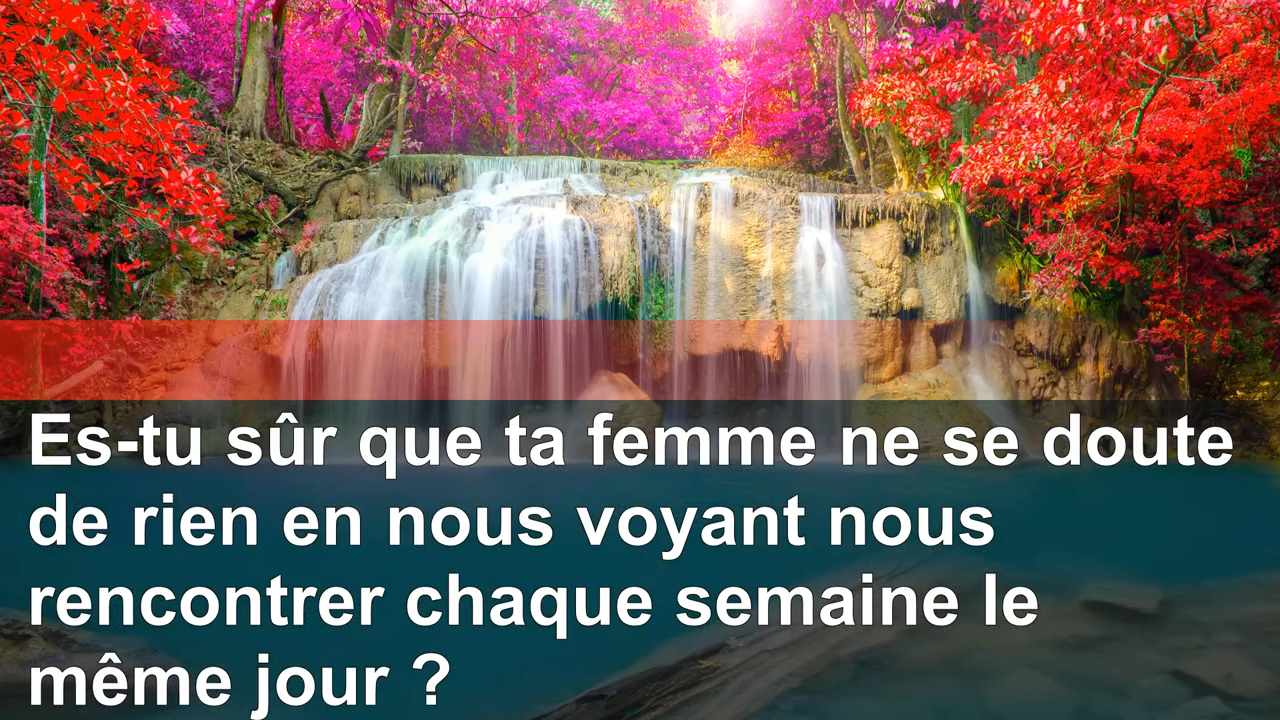 Es-tu sûr que ta femme ne se doute
de rien en nous voyant nous
rencontrer chaque semaine le
même jour ?